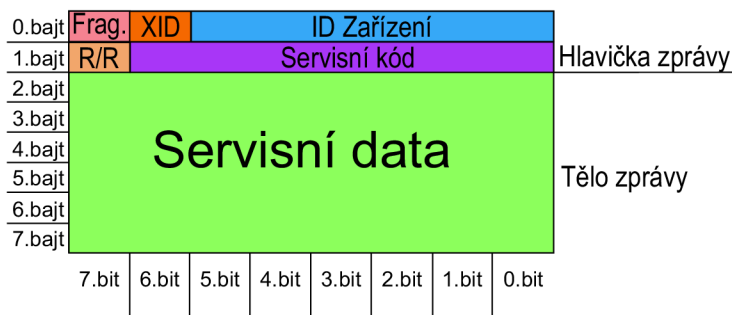 0.bajt Frag. XID ID Zařízení
1.bajt R/R Servisní kód Hlavička zprávy
2.bajt
3.bajt
4.bajt Servisní data
5.bajt Tělo zprávy
6.bajt
7.bajt
7.bit 6.bit 5.bit 4.bit 3.bit 2.bit 1.bit 0.bit